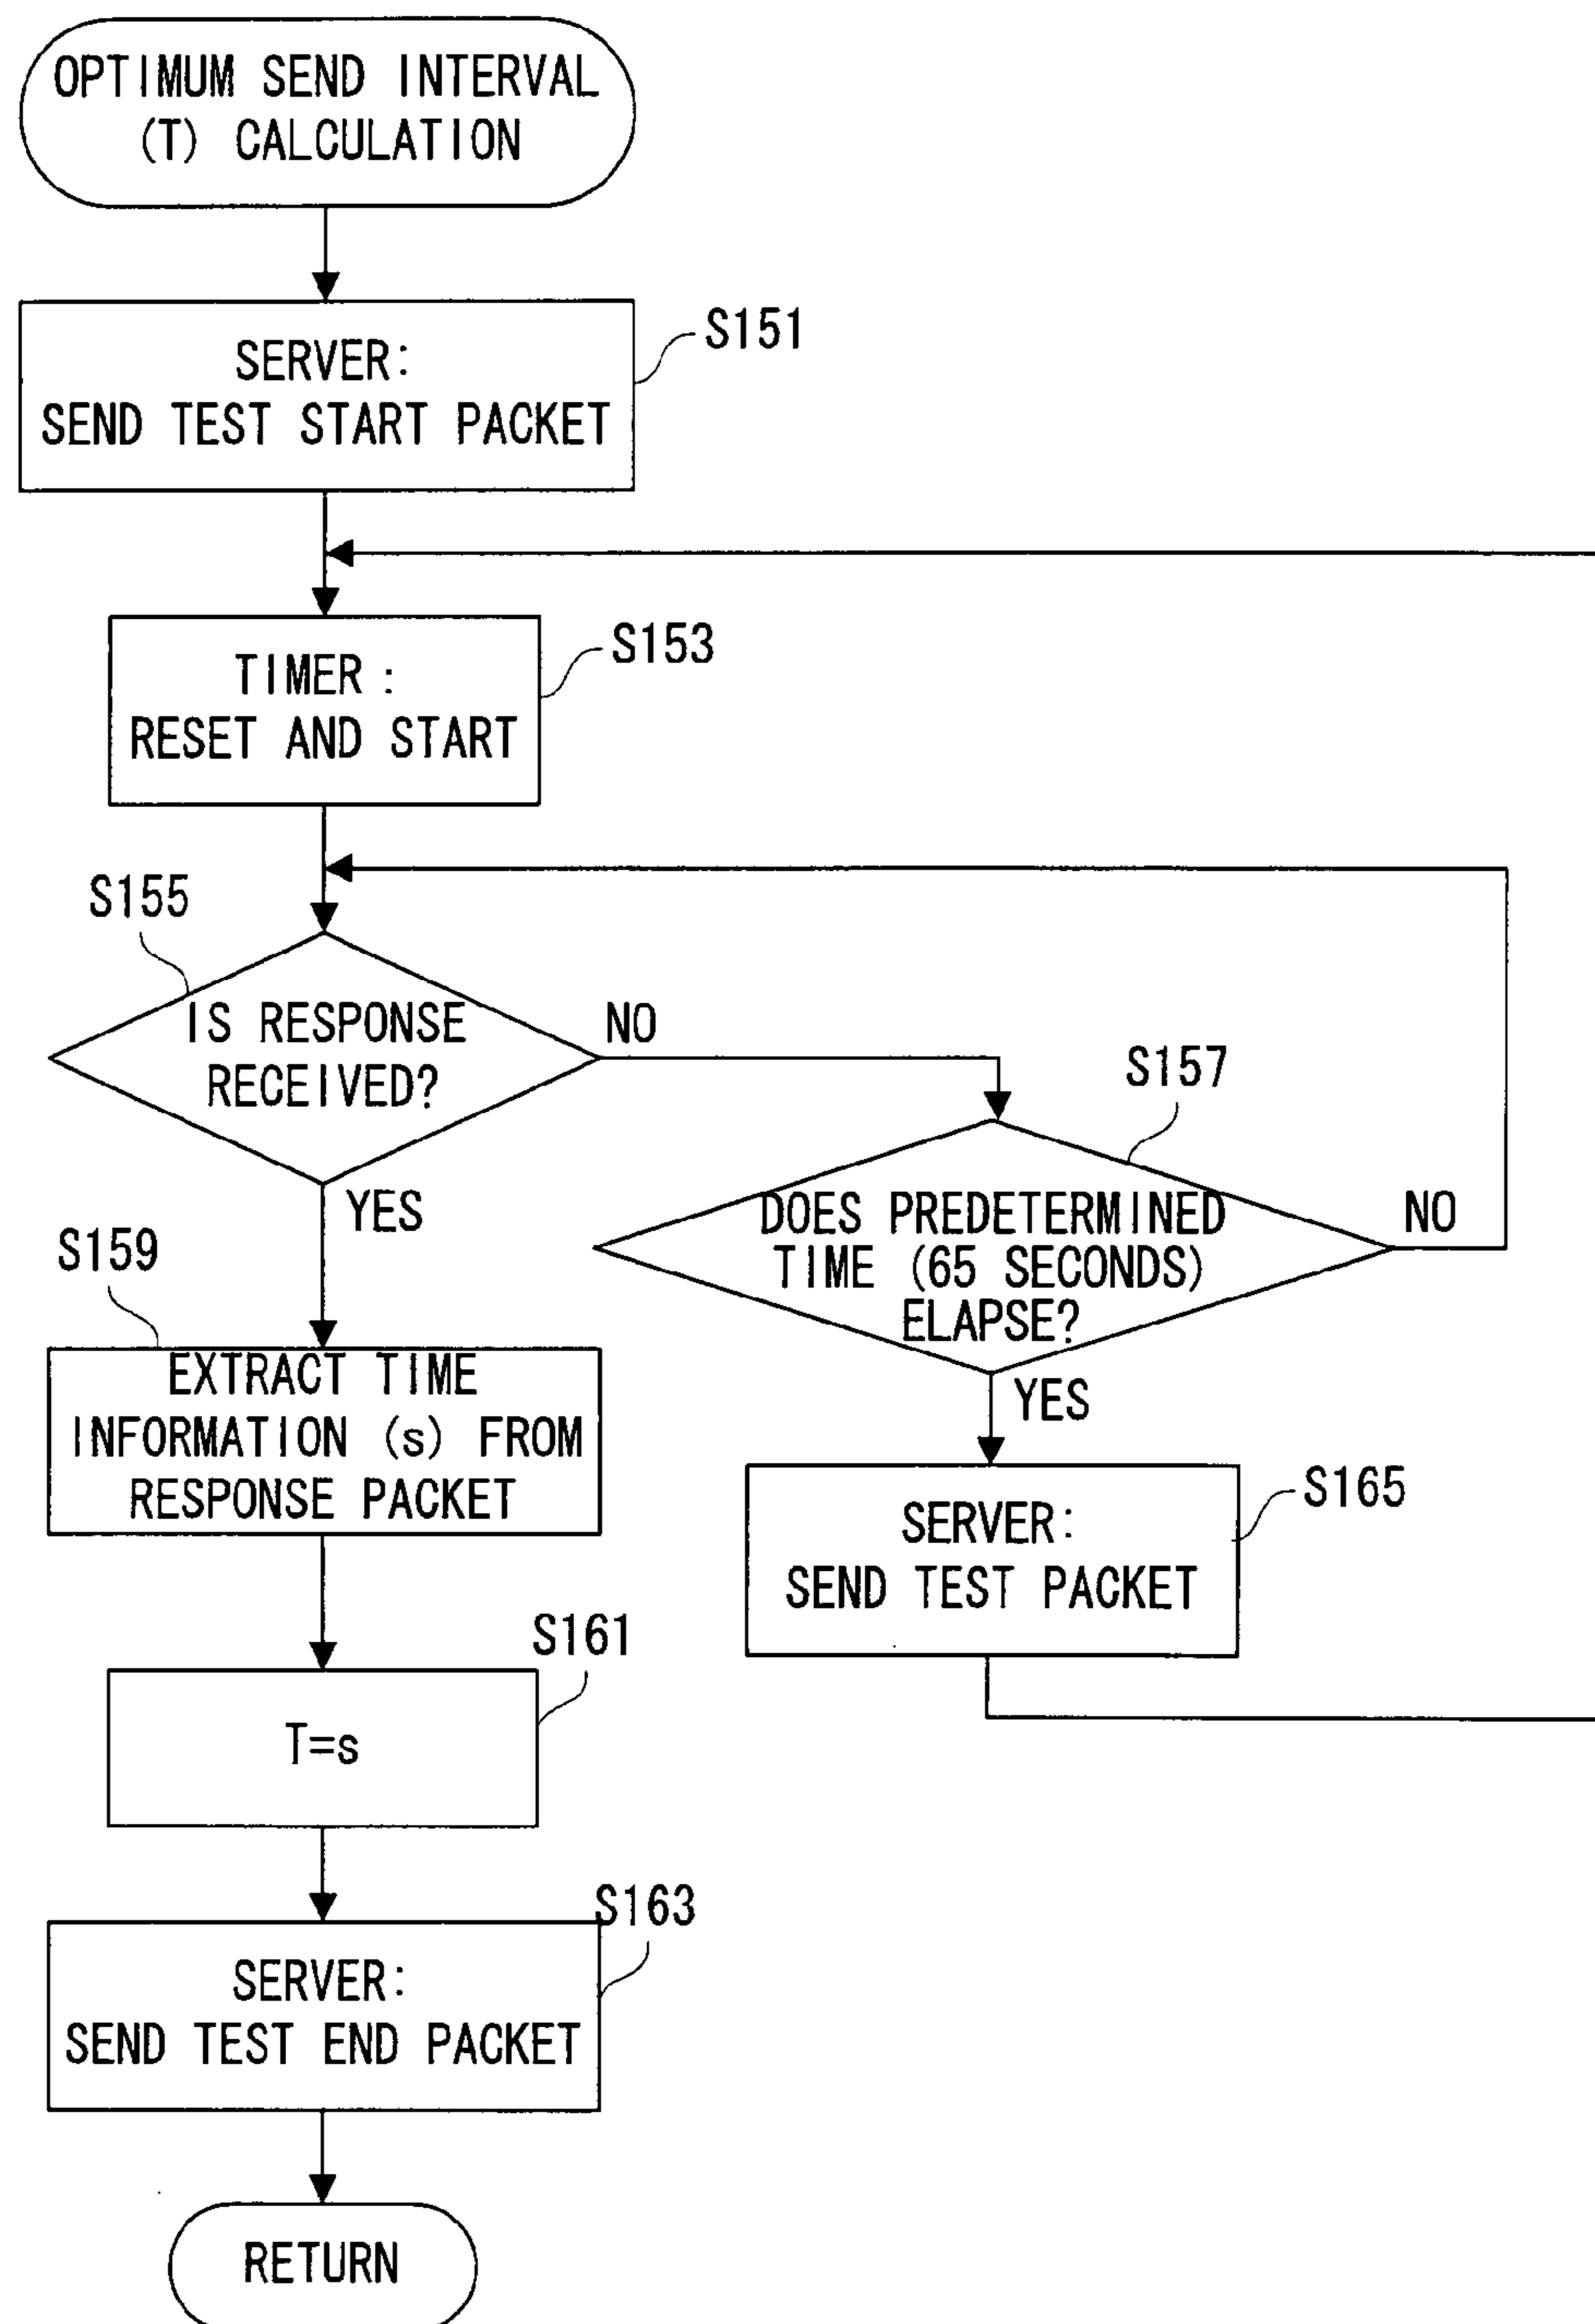 OPTIMUM SEND INTERVAL
(T) CALCULATION
S151
SERVER:
SEND TEST START PACKET
S153
TIMER :
RESET AND START
S155
IS RESPONSE
RECEIVED?
NO
YES
S157
DOES PREDETERMINED
TIME (65 SECONDS)
ELAPSE?
NO
YES
S159
EXTRACT TIME
INFORMATION (s) FROM
RESPONSE PACKET
S165
SERVER:
SEND TEST PACKET
S161
T=s
S163
SERVER:
SEND TEST END PACKET
RETURN